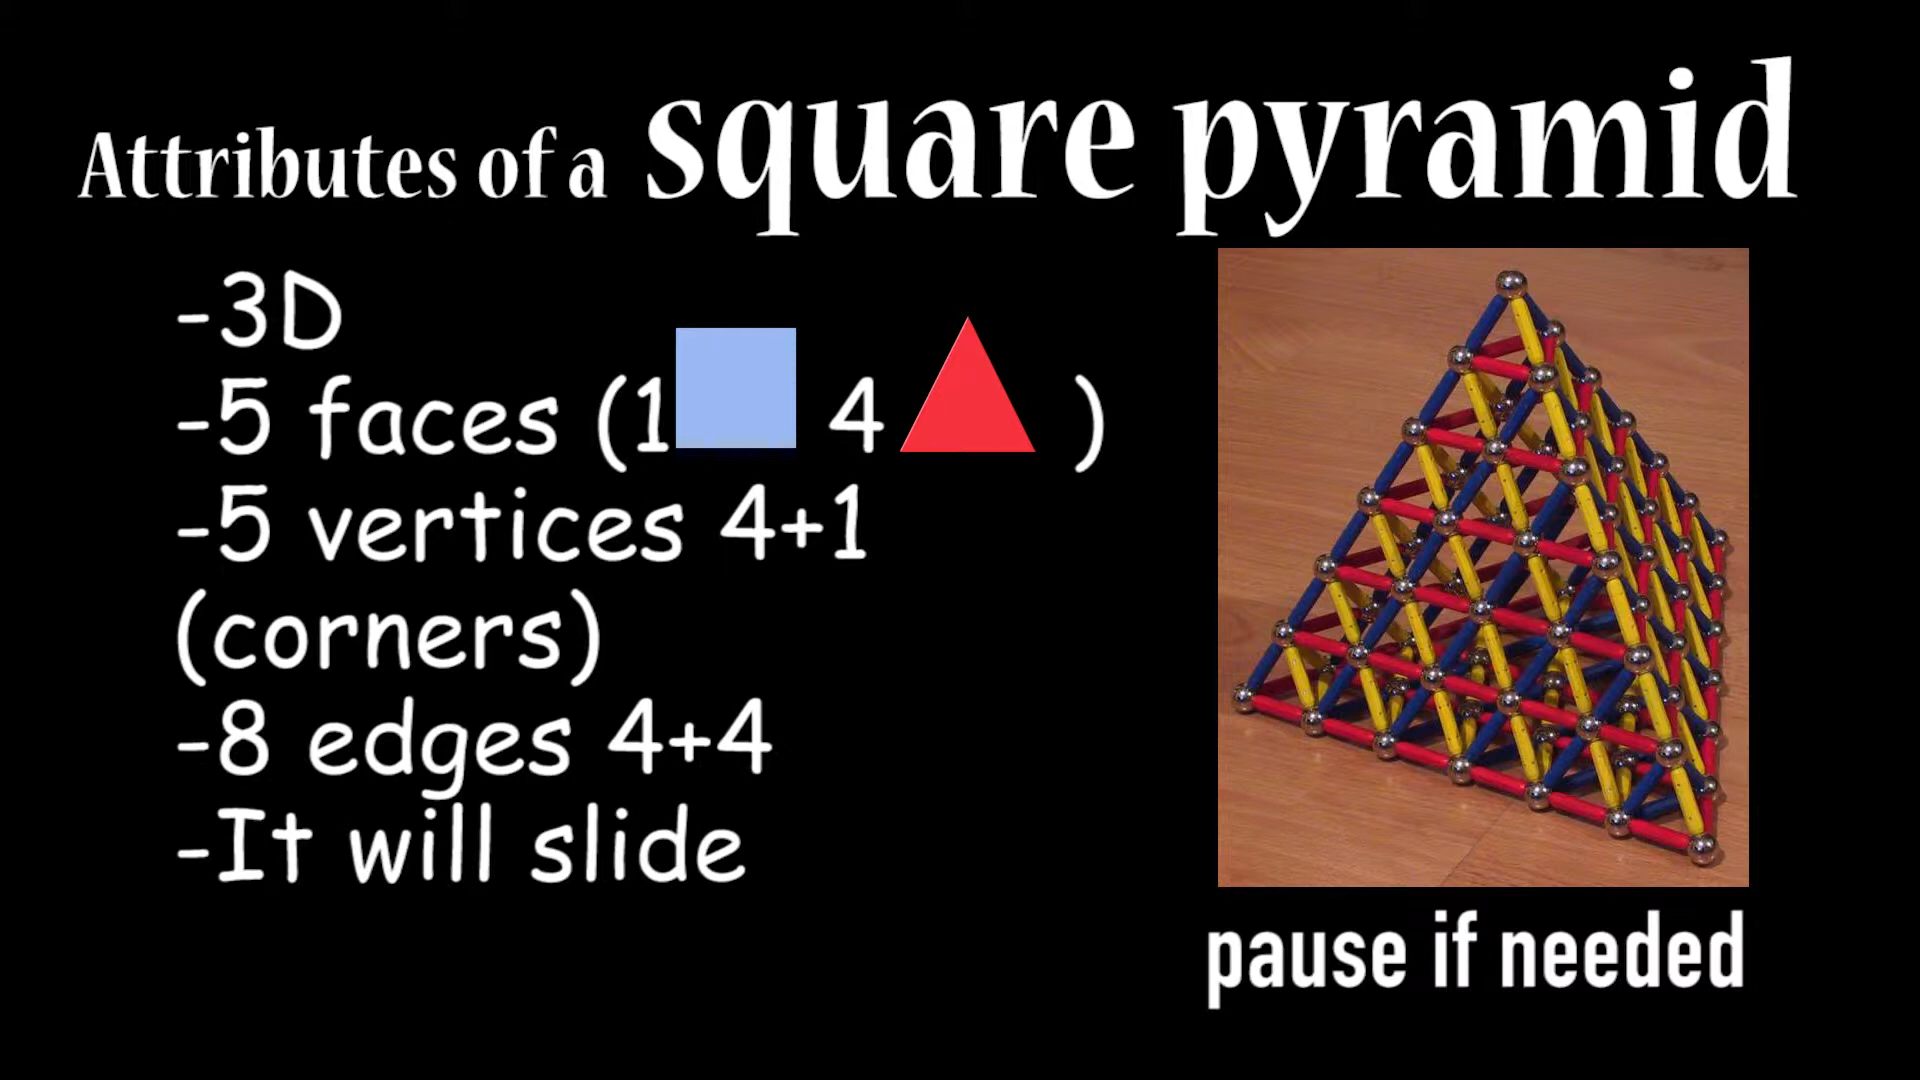 Attributes of a square pyramid
-3D
-5 faces (1 4 )
-5 vertices 4+1
(corners)
-8 edges 4+4
-It will slide
pause if needed